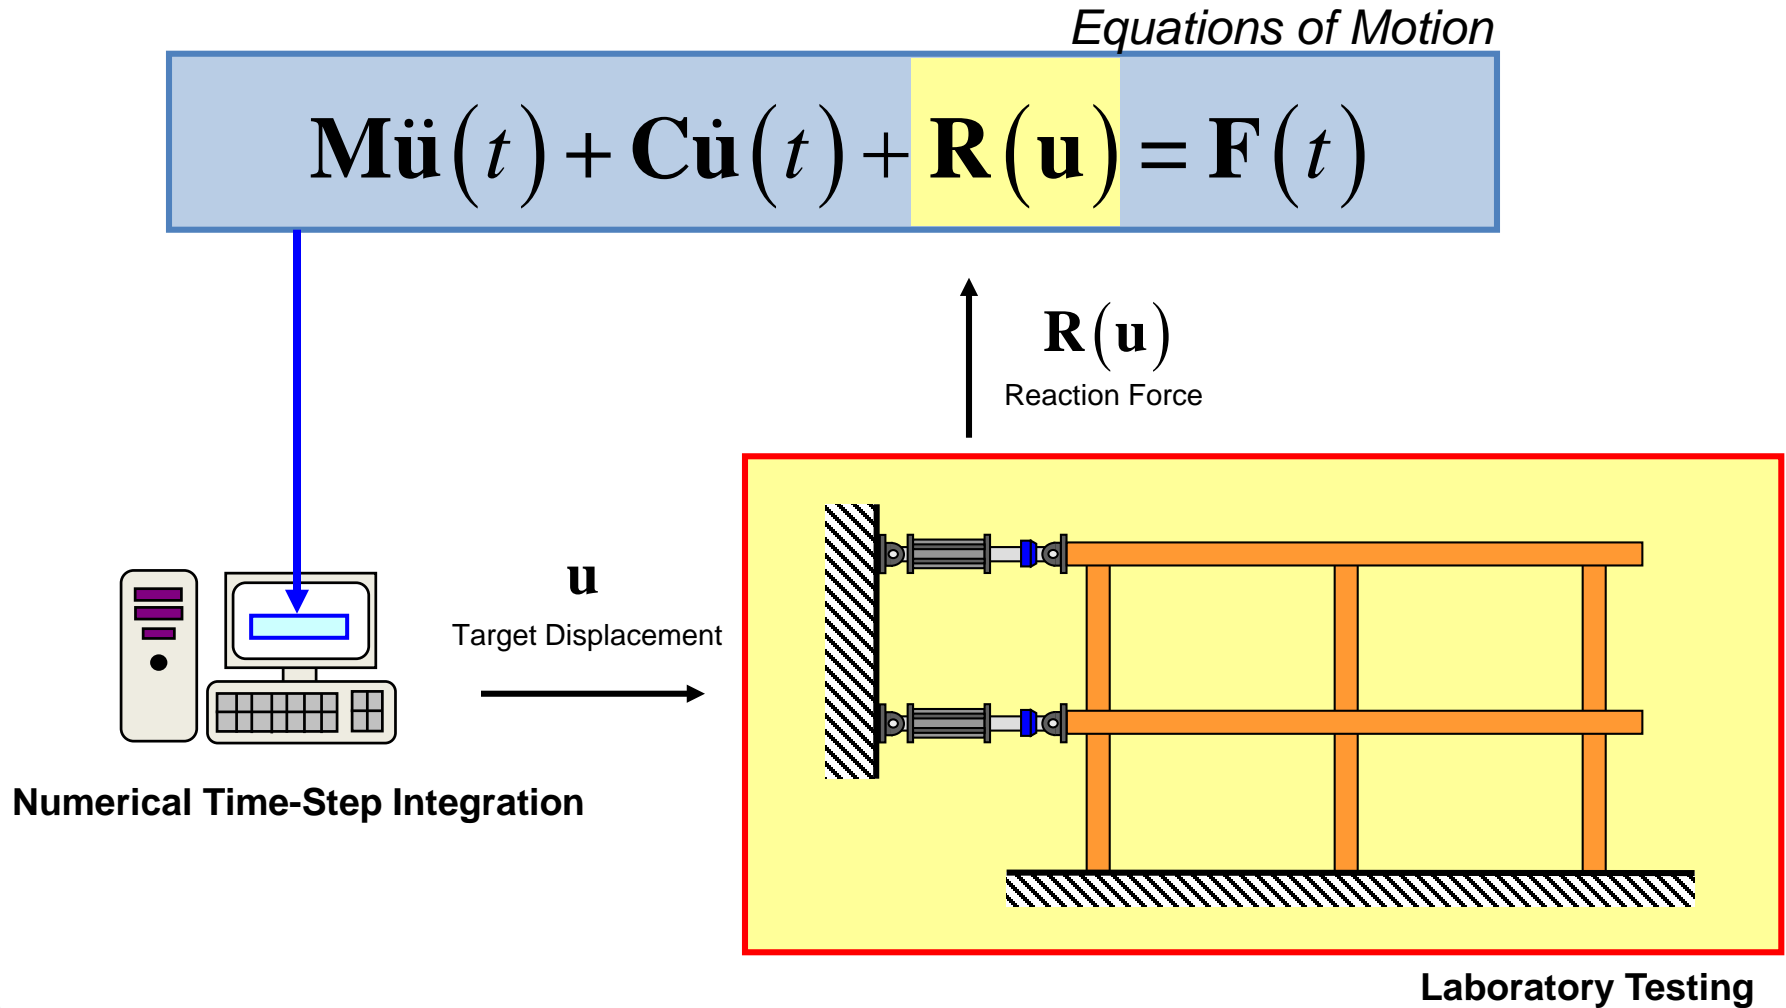 Equations of Motion
Mü(t) + Cu̇(t) + R(u) = F(t)
R(u)
Reaction Force
u
Target Displacement
Numerical Time-Step Integration
Laboratory Testing